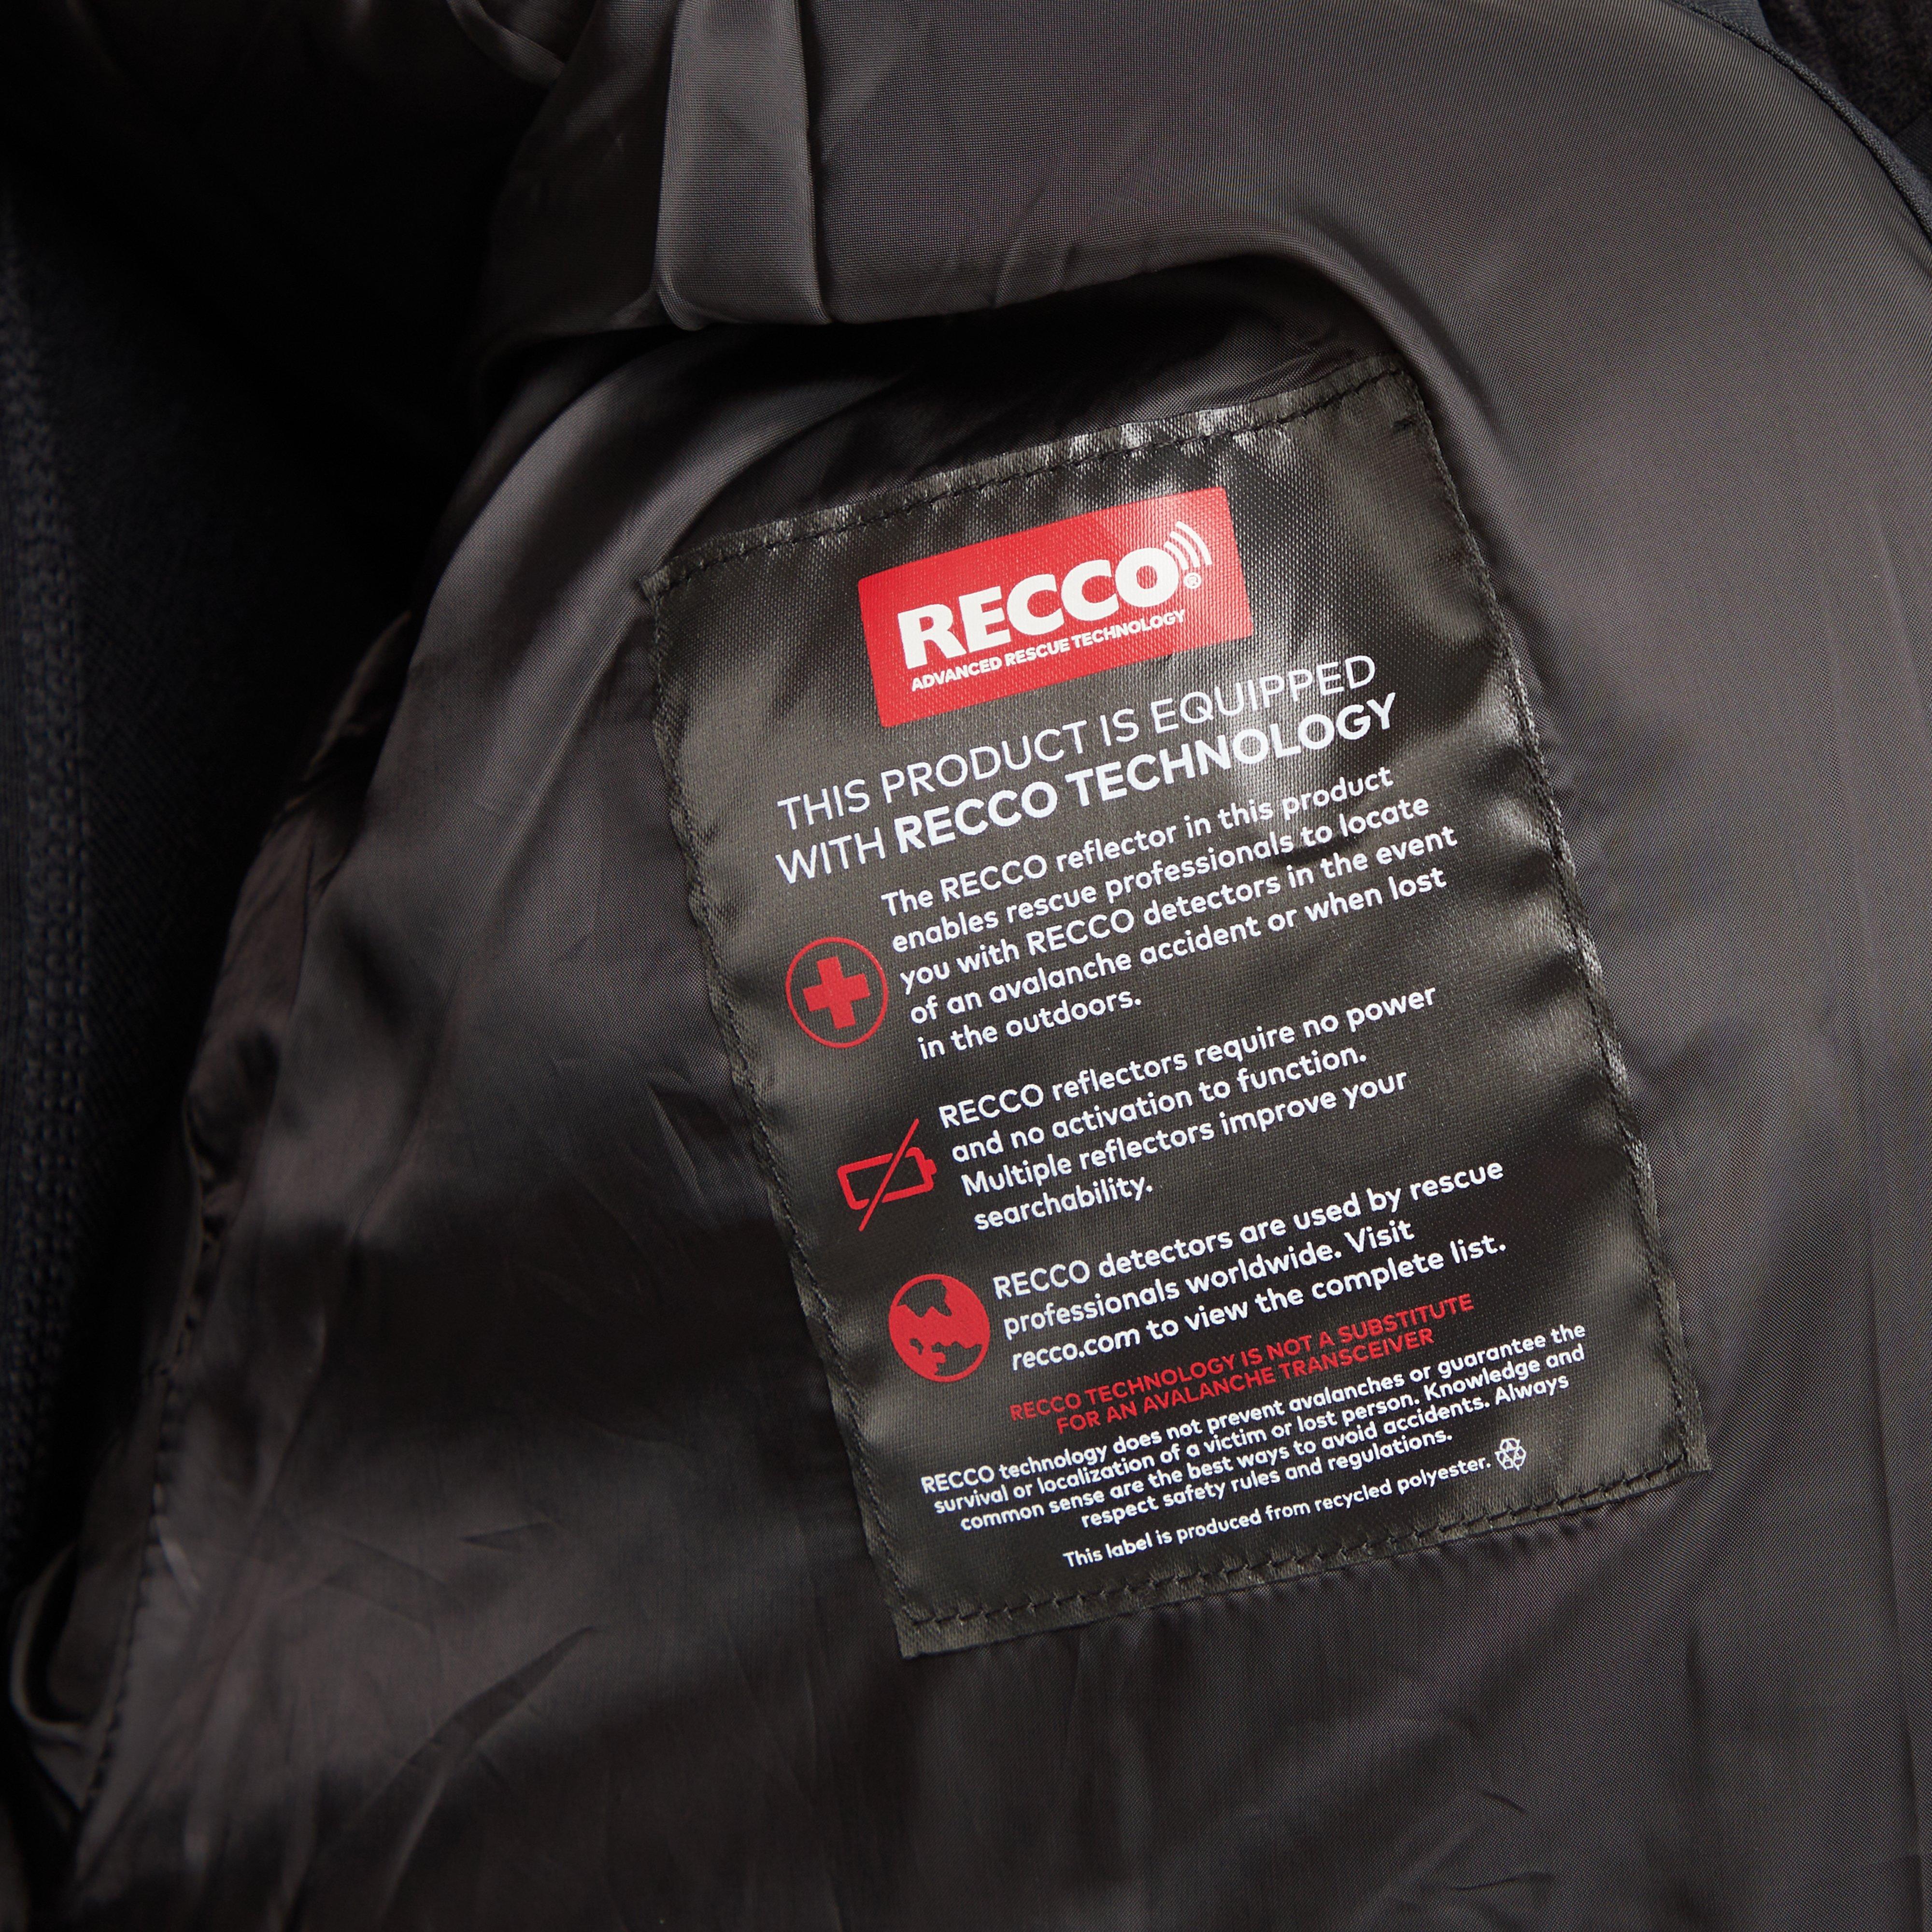 RECCO®
ADVANCED RESCUE TECHNOLOGY
THIS PRODUCT IS EQUIPPED
WITH RECCO TECHNOLOGY
The RECCO reflector in this product
enables rescue professionals to locate
you with RECCO detectors in the event
of an avalanche accident or when lost
in the outdoors.
RECCO reflectors require no power
and no activation to function.
Multiple reflectors improve your
searchability.
RECCO detectors are used by rescue
professionals worldwide. Visit
recco.com to view the complete list.
RECCO TECHNOLOGY IS NOT A SUBSTITUTE
FOR AN AVALANCHE TRANSCEIVER
RECCO technology does not prevent avalanches or guarantee the
survival or localization of a victim or lost person. Knowledge and
common sense are the best ways to avoid accidents. Always
respect safety rules and regulations.
This label is produced from recycled polyester.